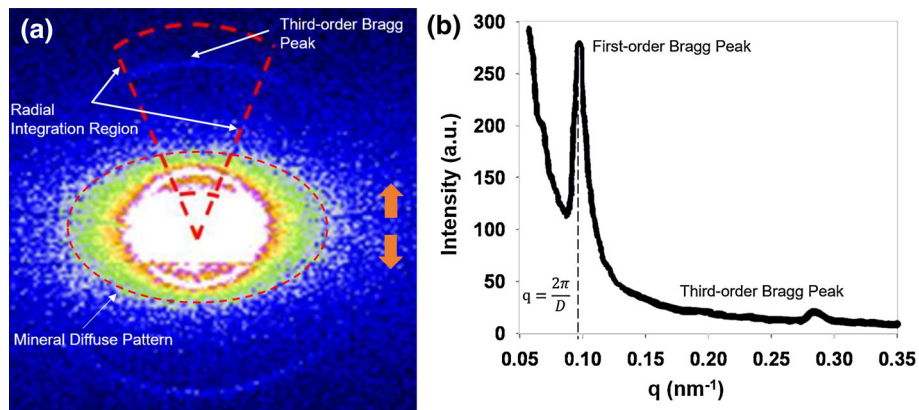 (a)
Third-order Bragg
Peak
Radial
Integration Region
Mineral Diffuse Pattern
(b)
300
250
200
150
100
50
0
Intensity (a.u.)
First-order Bragg Peak
Third-order Bragg Peak
q = 2π/D
0.05
0.10
0.15
0.20
0.25
0.30
0.35
q (nm⁻¹)